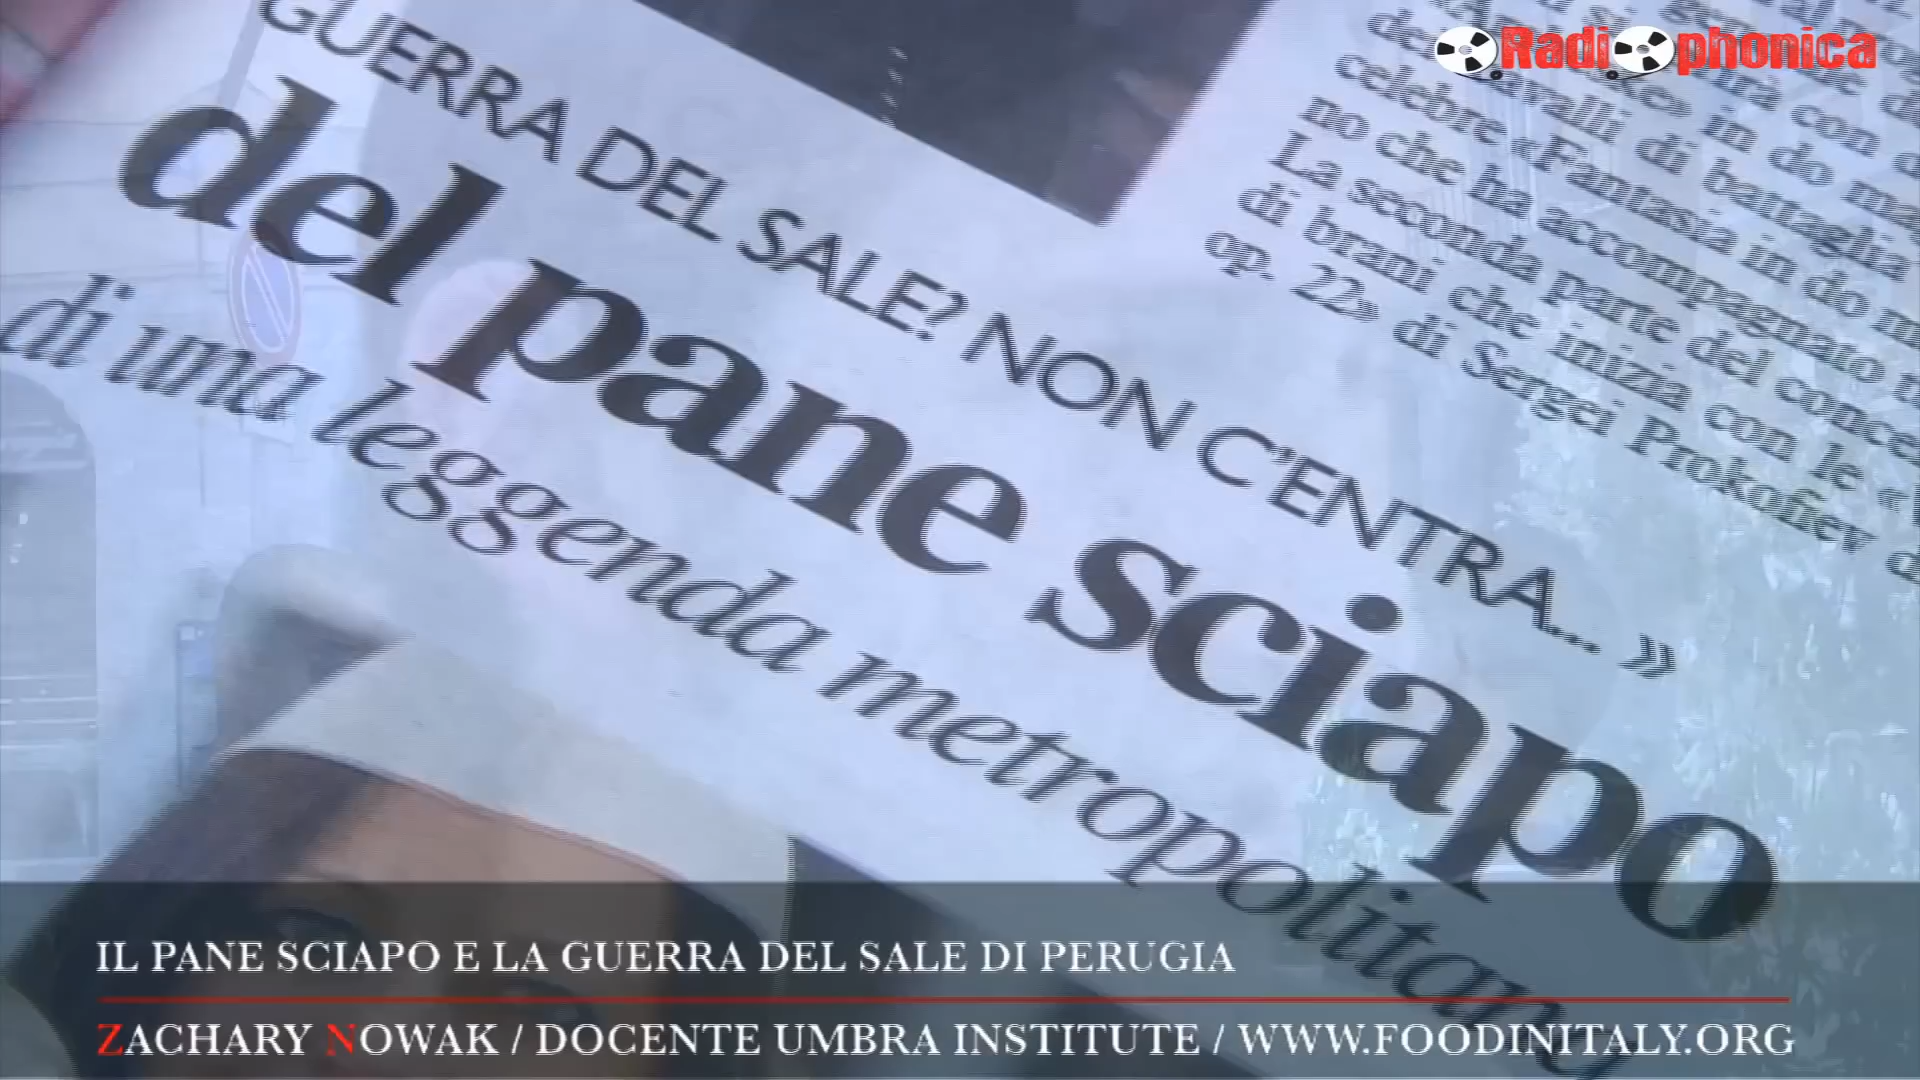 Radiophonica
GUERRA DEL SALE? NON C'ENTRA... »
del pane sciapo
di una leggenda metropolitana
celebre «Fantasia in do
no che ha accompagnato
La seconda parte del
di brani che inizia con le
op. 22» di Sergei Prokofiev
IL PANE SCIAPO E LA GUERRA DEL SALE DI PERUGIA
ZACHARY NOWAK / DOCENTE UMBRA INSTITUTE / WWW.FOODINITALY.ORG